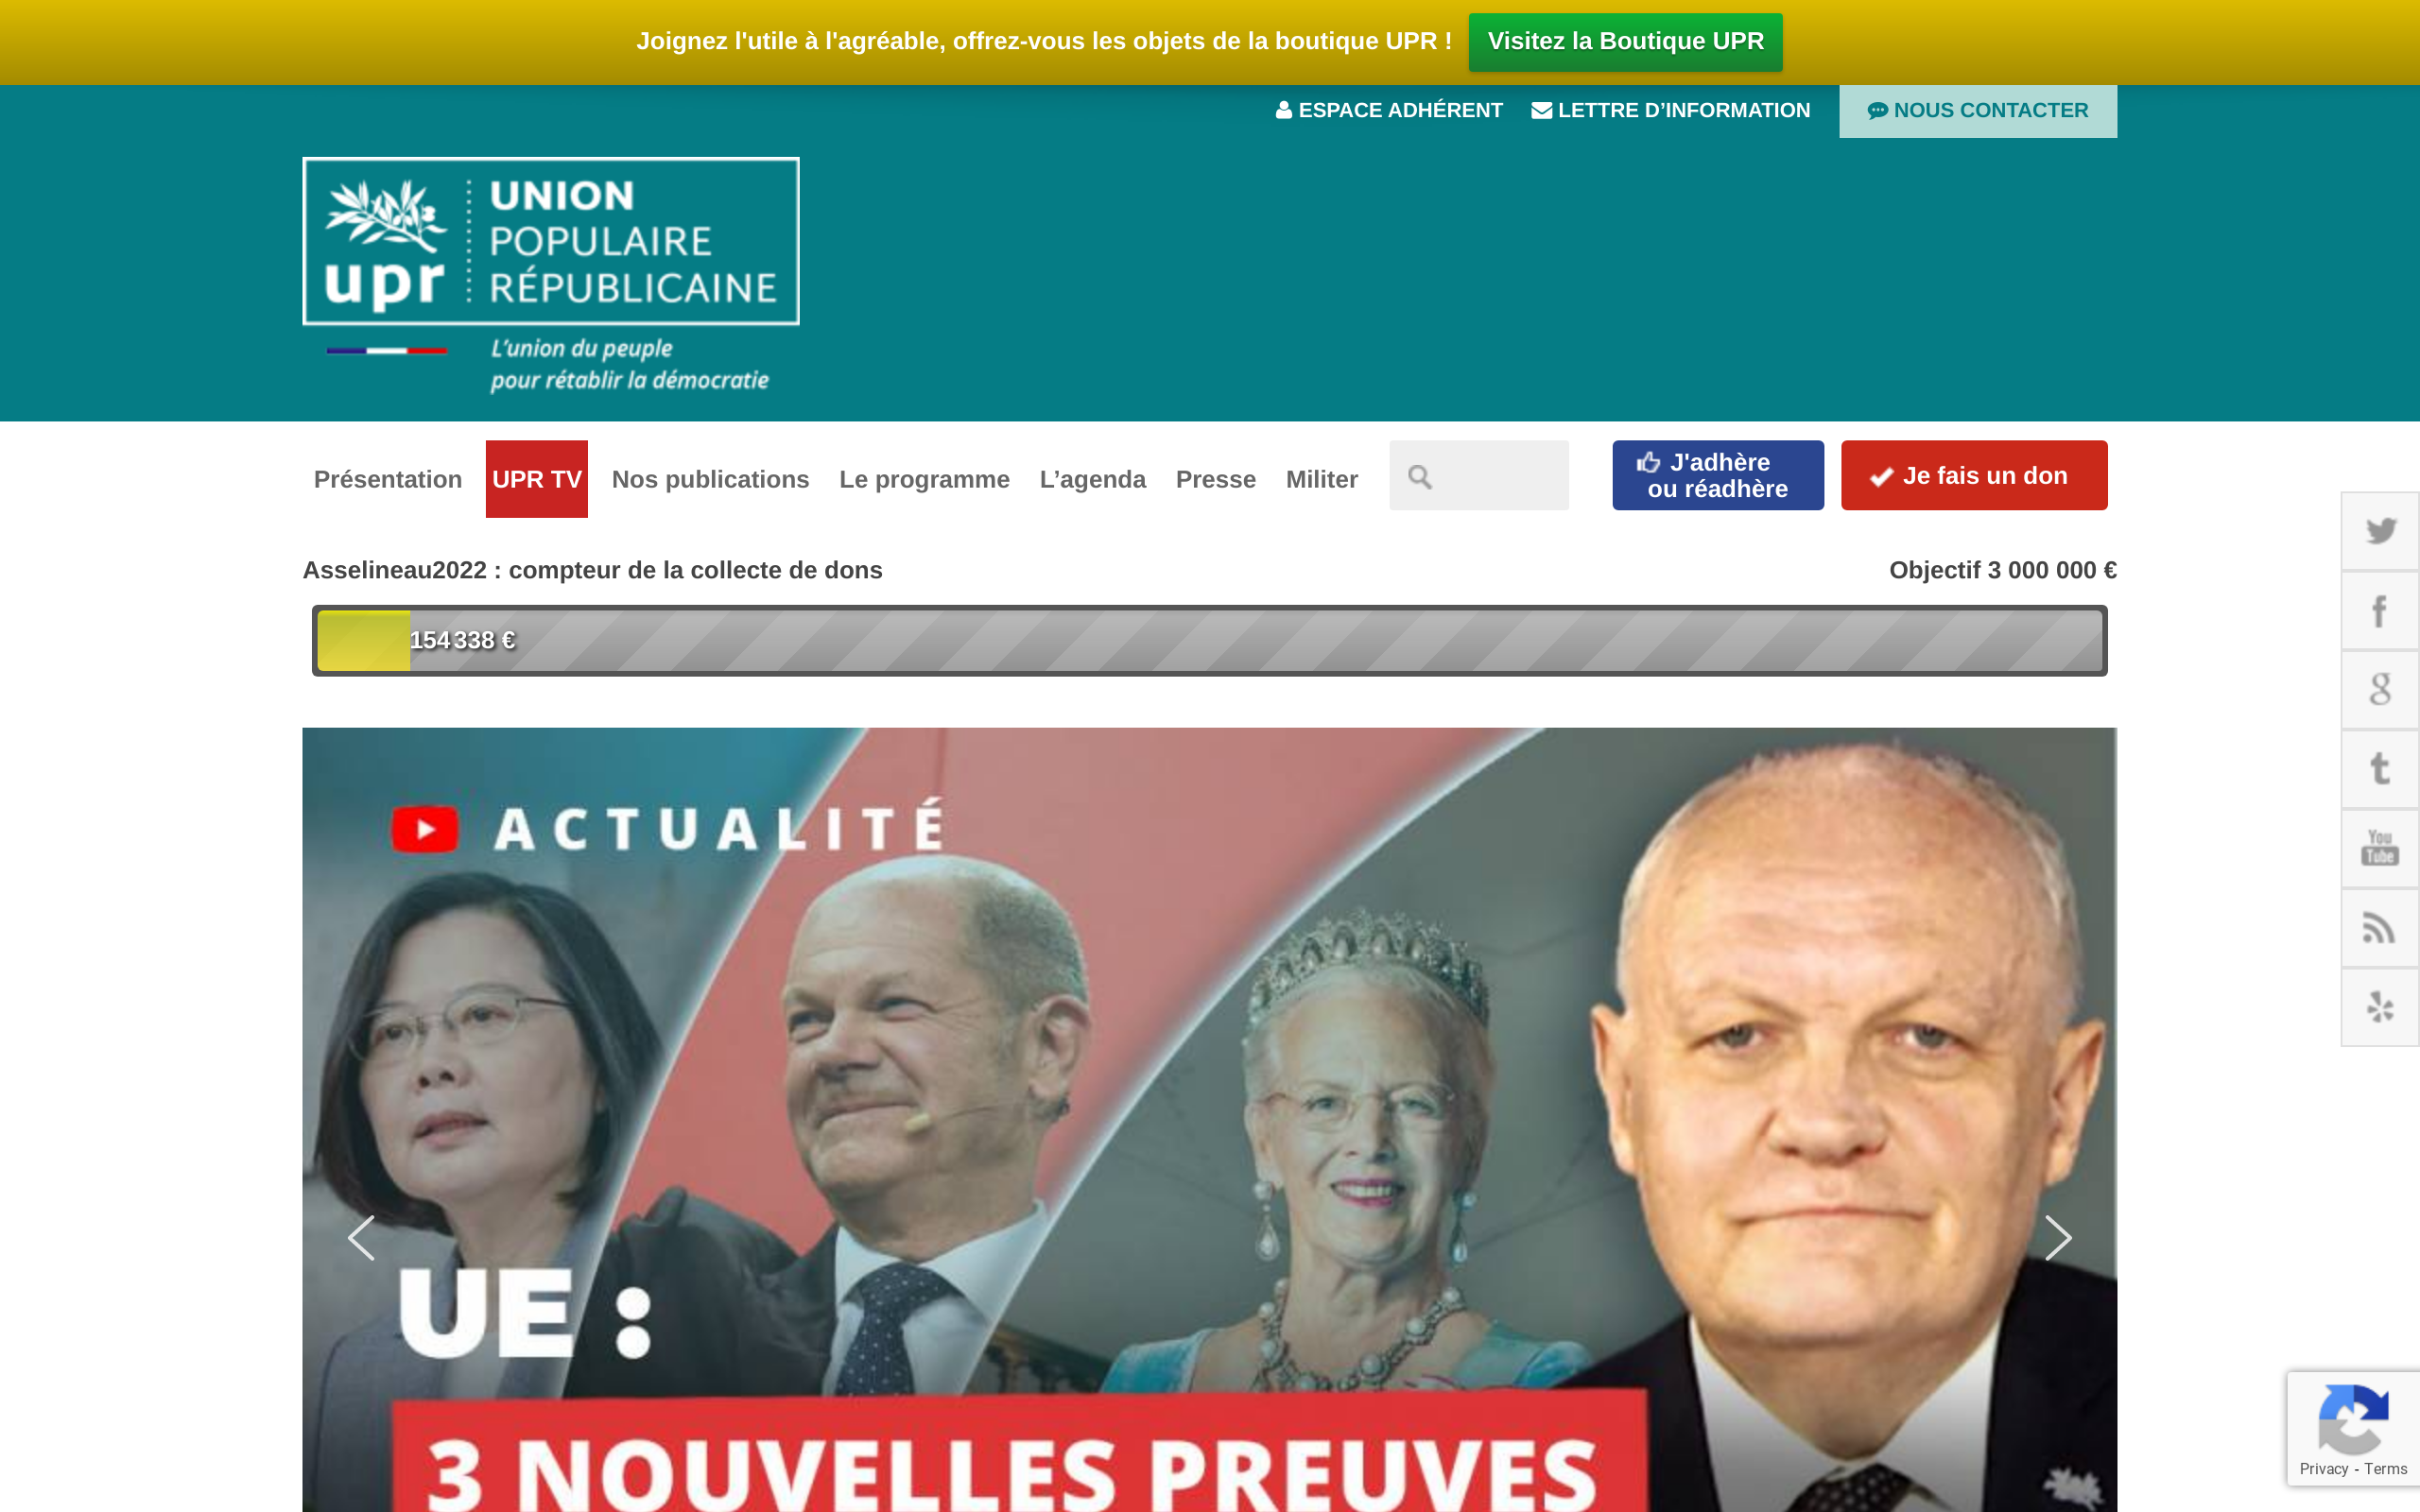 Joignez l'utile à l'agréable, offrez-vous les objets de la boutique UPR !
Visitez la Boutique UPR
ESPACE ADHÉRENT
LETTRE D’INFORMATION
NOUS CONTACTER
upr
UNION
POPULAIRE
RÉPUBLICAINE
L’union du peuple
pour rétablir la démocratie
Présentation
UPR TV
Nos publications
Le programme
L’agenda
Presse
Militer
J'adhère
ou réadhère
Je fais un don
Asselineau2022 : compteur de la collecte de dons
Objectif 3 000 000 €
154 338 €
ACTUALITÉ
UE :
3 NOUVELLES PREUVES
You
Tube
Privacy - Terms